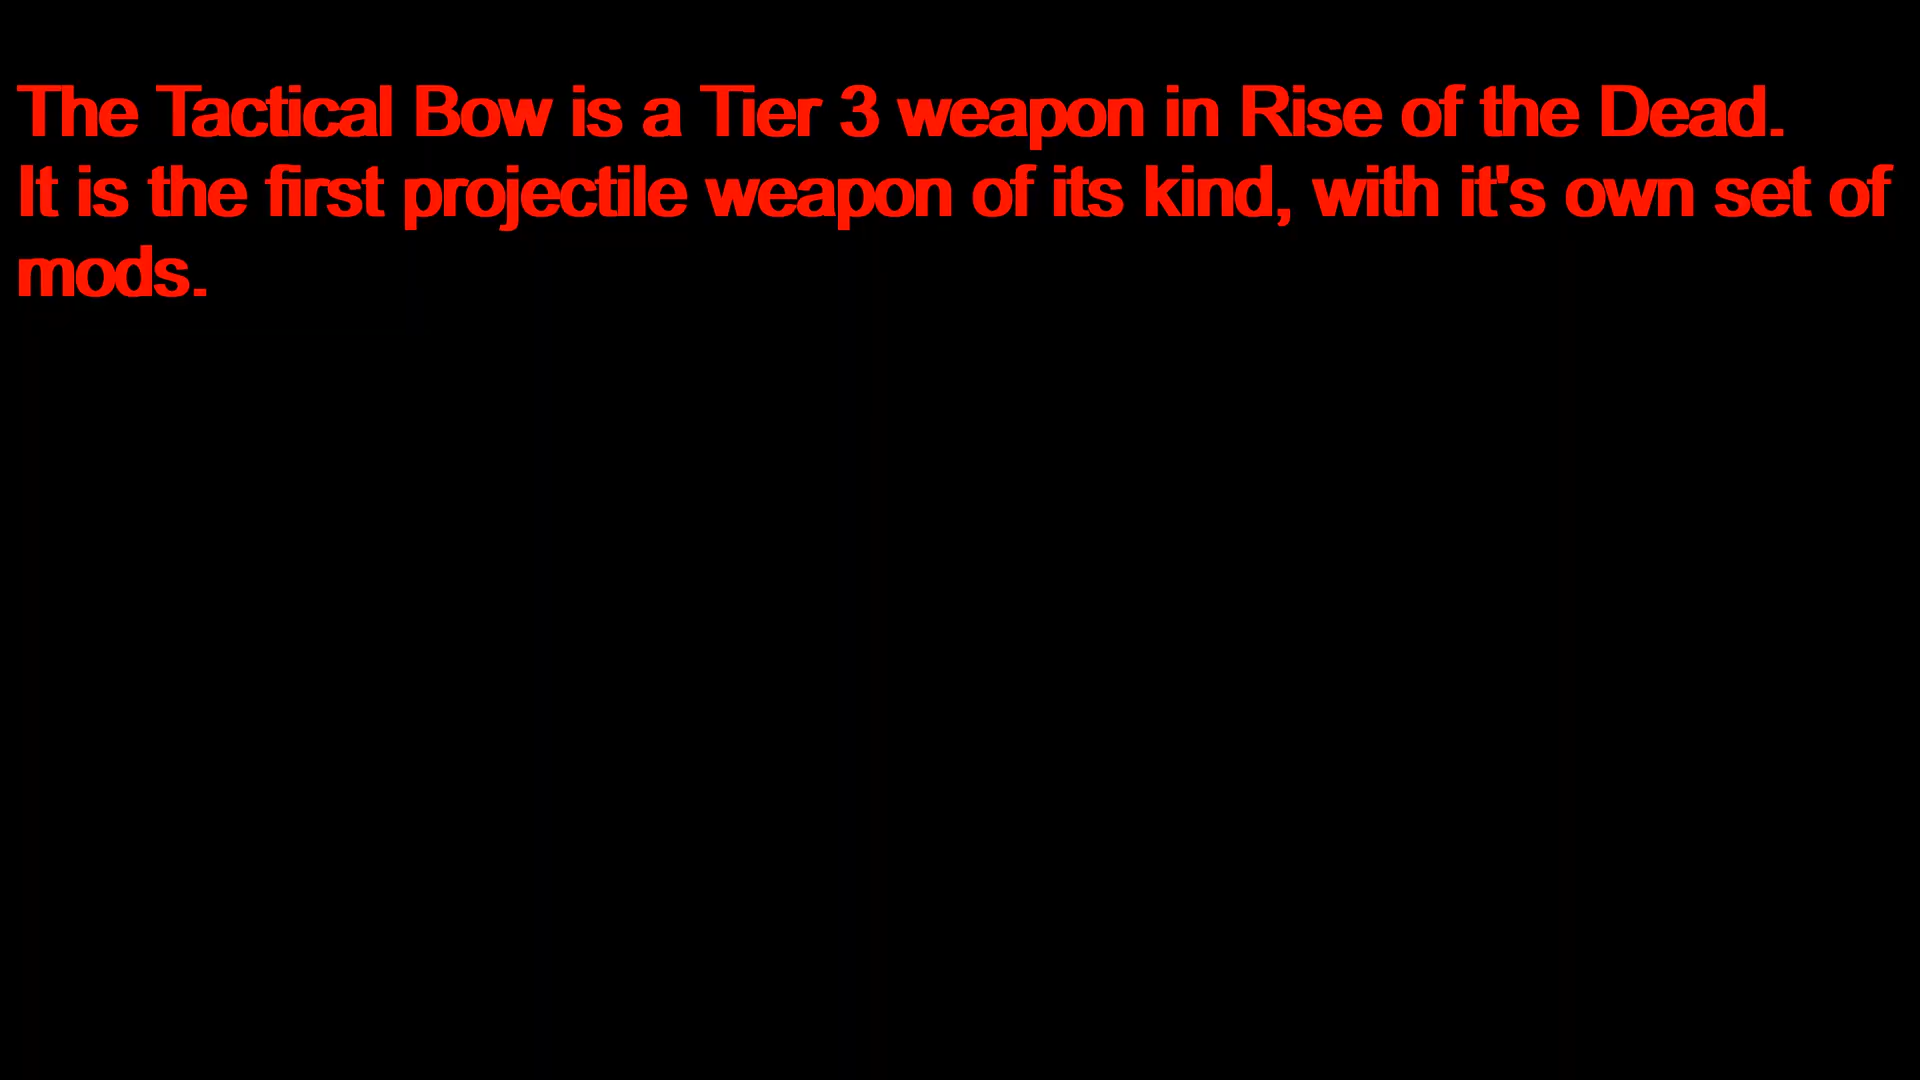 The Tactical Bow is a Tier 3 weapon in Rise of the Dead.
It is the first projectile weapon of its kind, with it's own set of
mods.